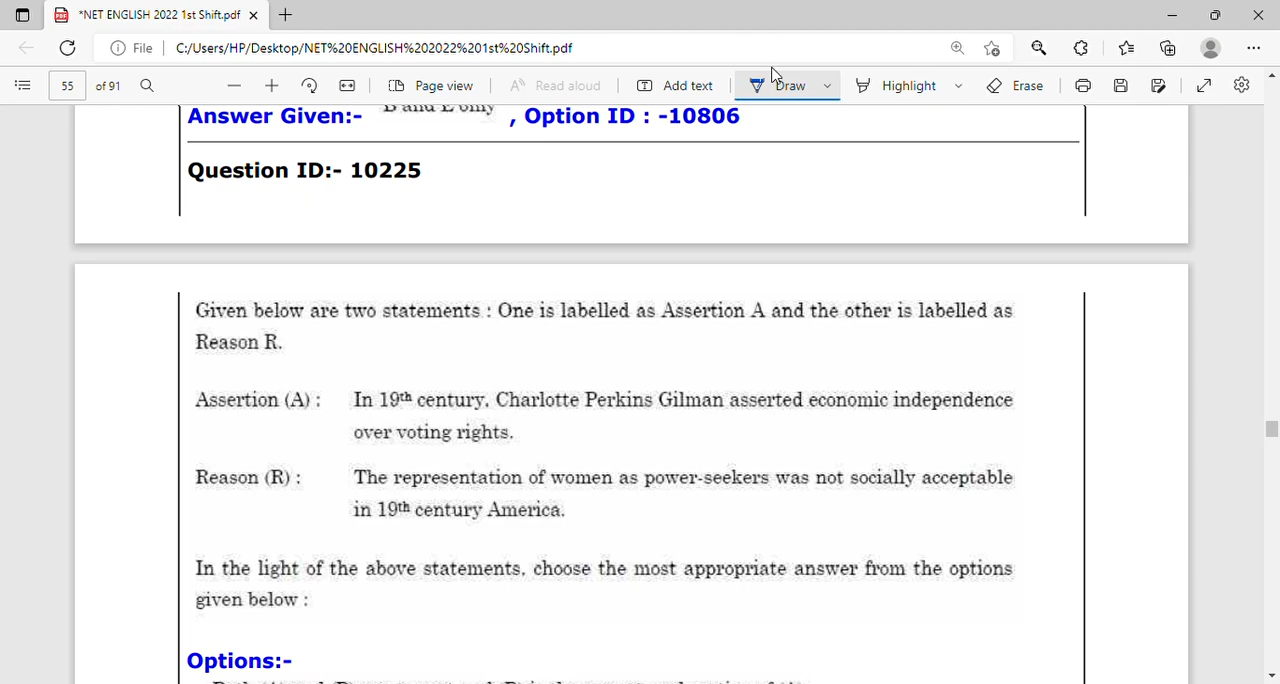 *NET ENGLISH 2022 1st Shift.pdf
File C:/Users/HP/Desktop/NET%20ENGLISH%202022%201st%20Shift.pdf
55 of 91 Page view Read aloud Add text Draw Highlight Erase
B and E only
Answer Given:- , Option ID : -10806
Question ID:- 10225
Given below are two statements : One is labelled as Assertion A and the other is labelled as
Reason R.
Assertion (A) : In 19th century, Charlotte Perkins Gilman asserted economic independence
over voting rights.
Reason (R) : The representation of women as power-seekers was not socially acceptable
in 19th century America.
In the light of the above statements, choose the most appropriate answer from the options
given below :
Options:-